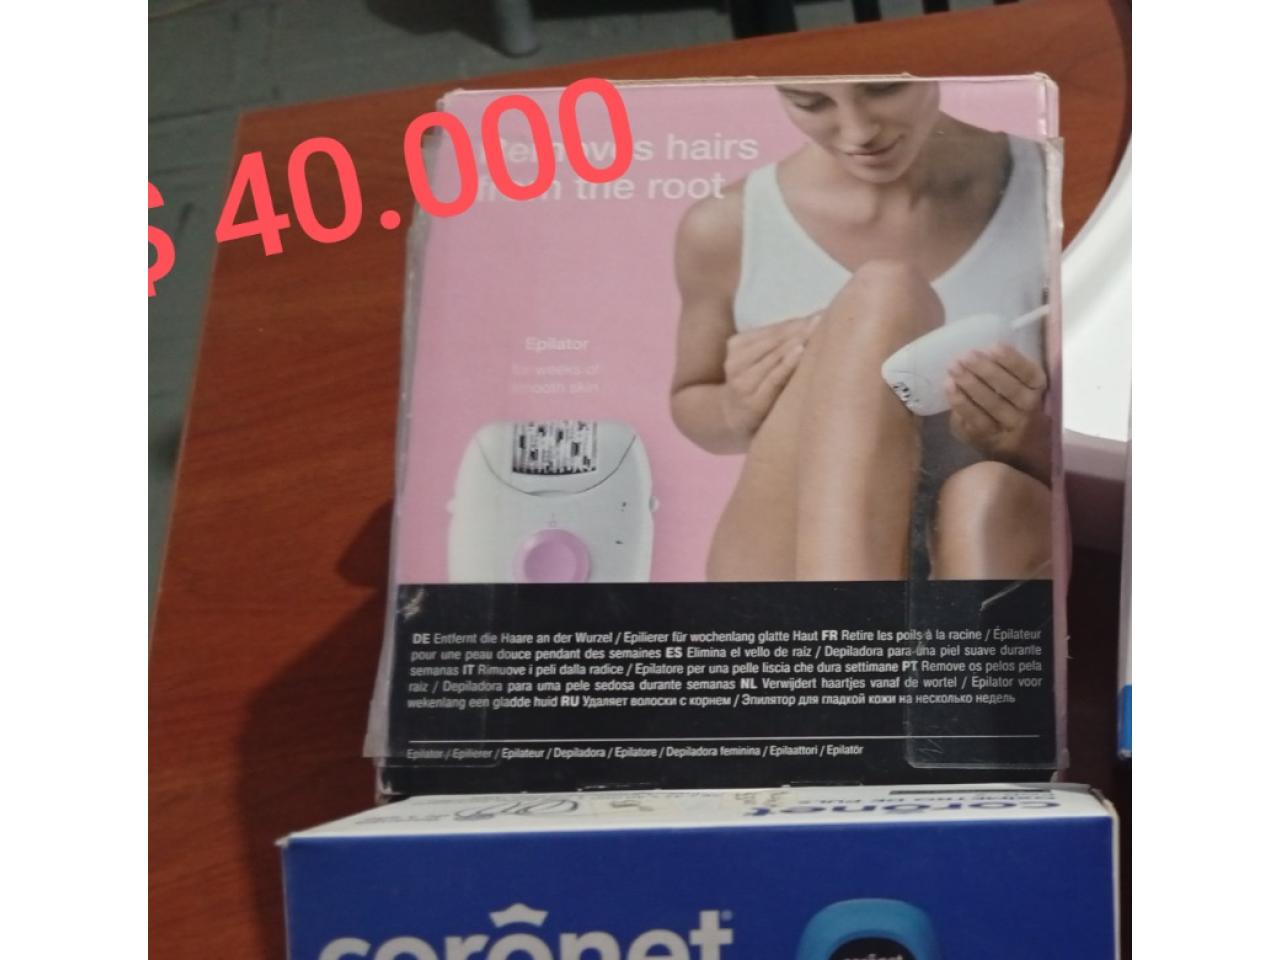 $ 40.000
Removes hairs
from the root
Epilator
for weeks of
smooth skin
DE Entfernt die Haare an der Wurzel / Epilierer für wochenlang glatte Haut FR Retire les poils à la racine / Épilateur
pour une peau douce pendant des semaines ES Elimina el vello de raíz / Depiladora para una piel suave durante
semanas IT Rimuove i peli dalla radice / Epilatore per una pelle liscia che dura settimane PT Remove os pelos pela
raiz / Depiladora para uma pele sedosa durante semanas NL Verwijdert haartjes vanaf de wortel / Epilator voor
wekenlang een gladde huid RU Удаляет волоски с корнем / Эпилятор для гладкой кожи на несколько недель
Epilator / Epilierer / Epilateur / Depiladora / Epilatore / Depiladora feminina / Epilaattori / Epilatör
corônet
corônet
corônet